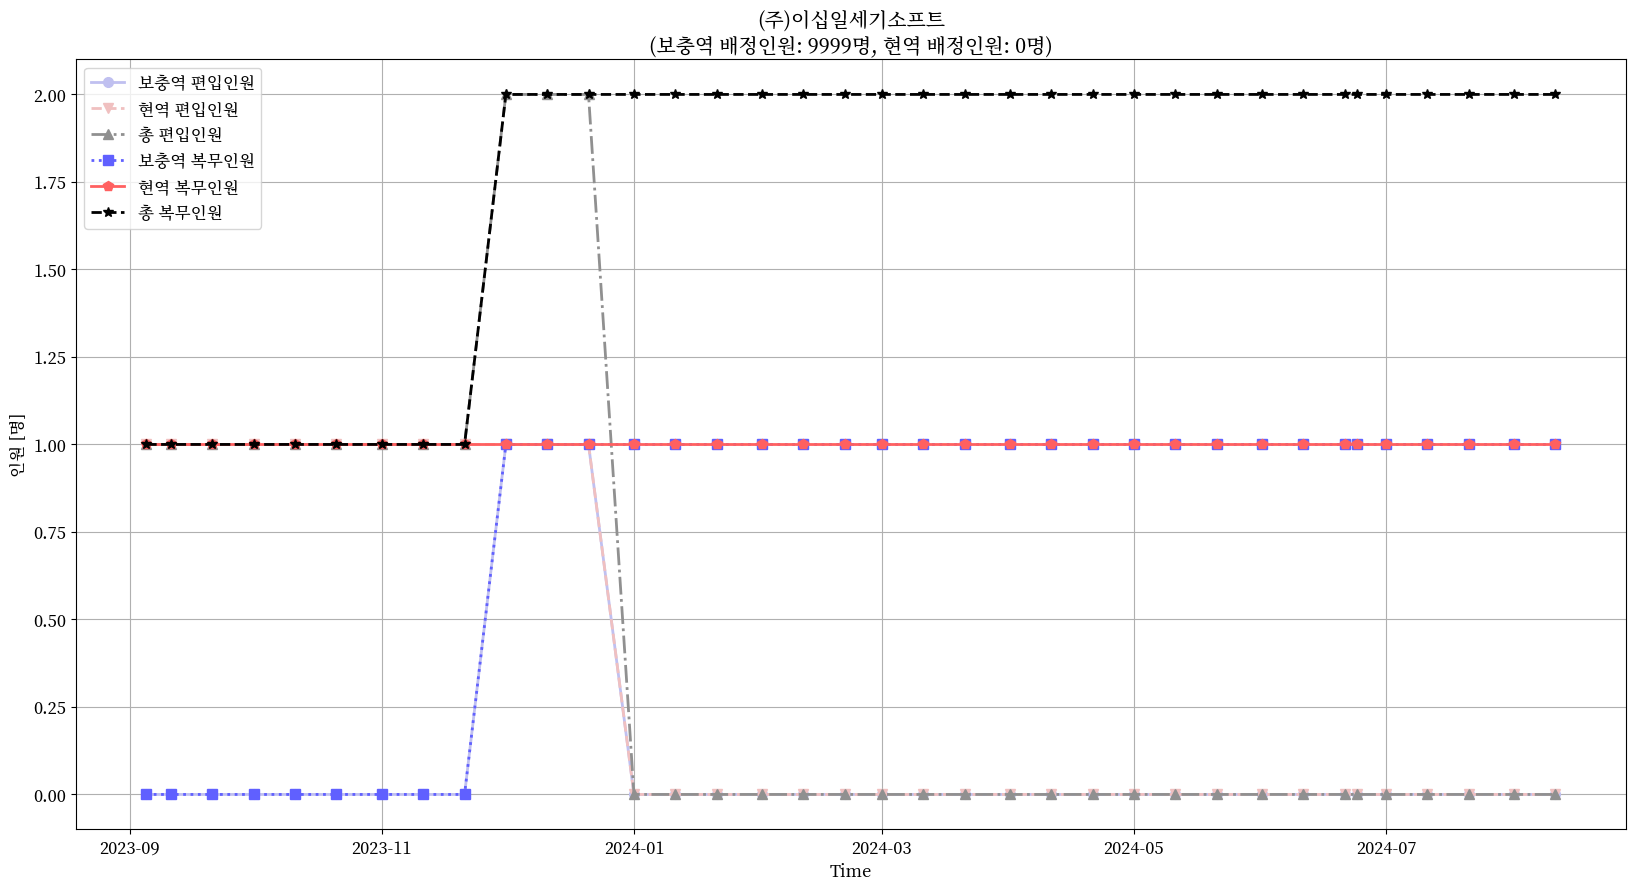 (주)이십일세기소프트
(보충역 배정인원: 9999명, 현역 배정인원: 0명)
보충역 편입인원
현역 편입인원
총 편입인원
보충역 복무인원
현역 복무인원
총 복무인원
2.00
1.75
1.50
1.25
1.00
0.75
0.50
0.25
0.00
인원 [명]
2023-09
2023-11
2024-01
2024-03
2024-05
2024-07
Time